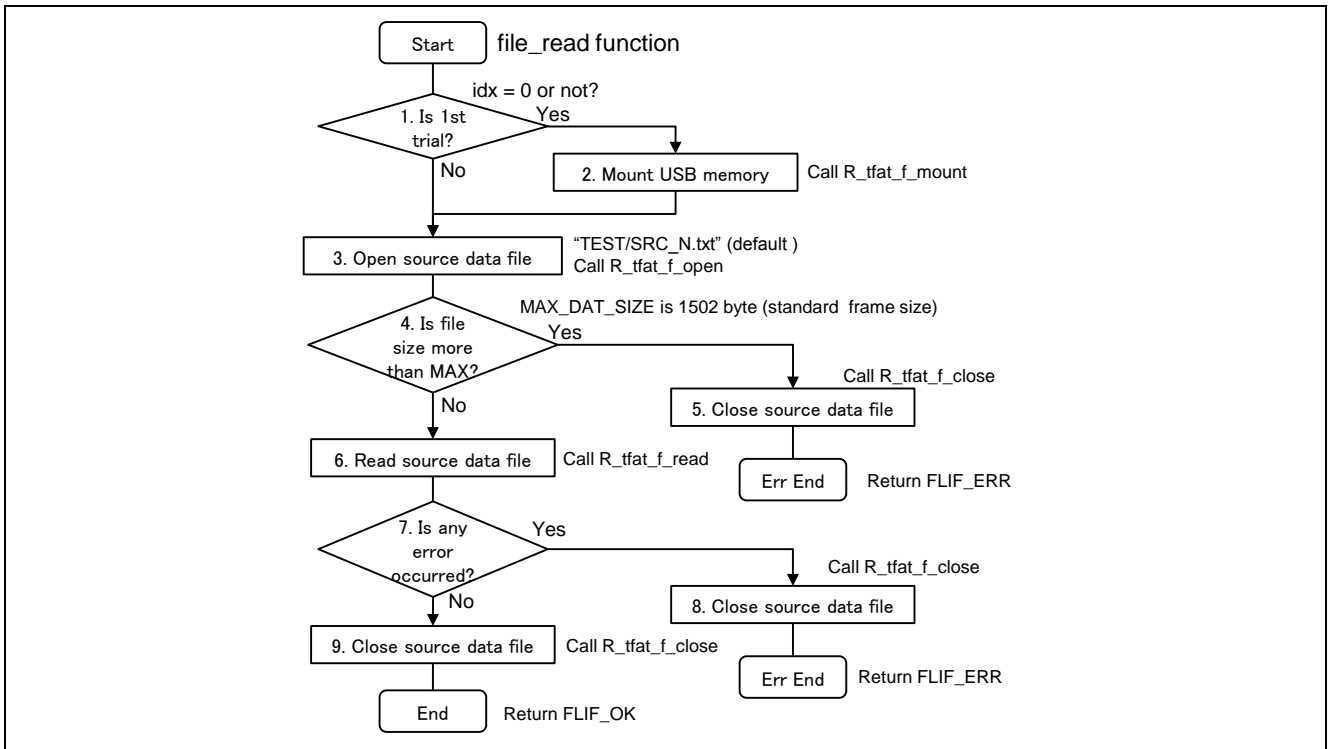 Start
file_read function
idx = 0 or not?
1. Is 1st
trial?
Yes
No
2. Mount USB memory
Call R_tfat_f_mount
3. Open source data file
“TEST/SRC_N.txt” (default )
Call R_tfat_f_open
MAX_DAT_SIZE is 1502 byte (standard frame size)
4. Is file
size more
than MAX?
Yes
No
Call R_tfat_f_close
5. Close source data file
Err End
Return FLIF_ERR
6. Read source data file
Call R_tfat_f_read
7. Is any
error
occurred?
Yes
No
Call R_tfat_f_close
8. Close source data file
Err End
Return FLIF_ERR
9. Close source data file
Call R_tfat_f_close
End
Return FLIF_OK